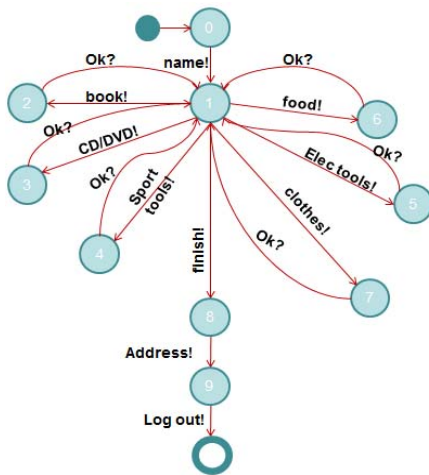 0
name!
Ok?
Ok?
2
book!
1
food!
6
Ok?
CD/DVD!
Ok?
3
Ok?
Sport
tools!
Elec tools!
5
4
clothes!
finish!
Ok?
7
8
Address!
9
Log out!